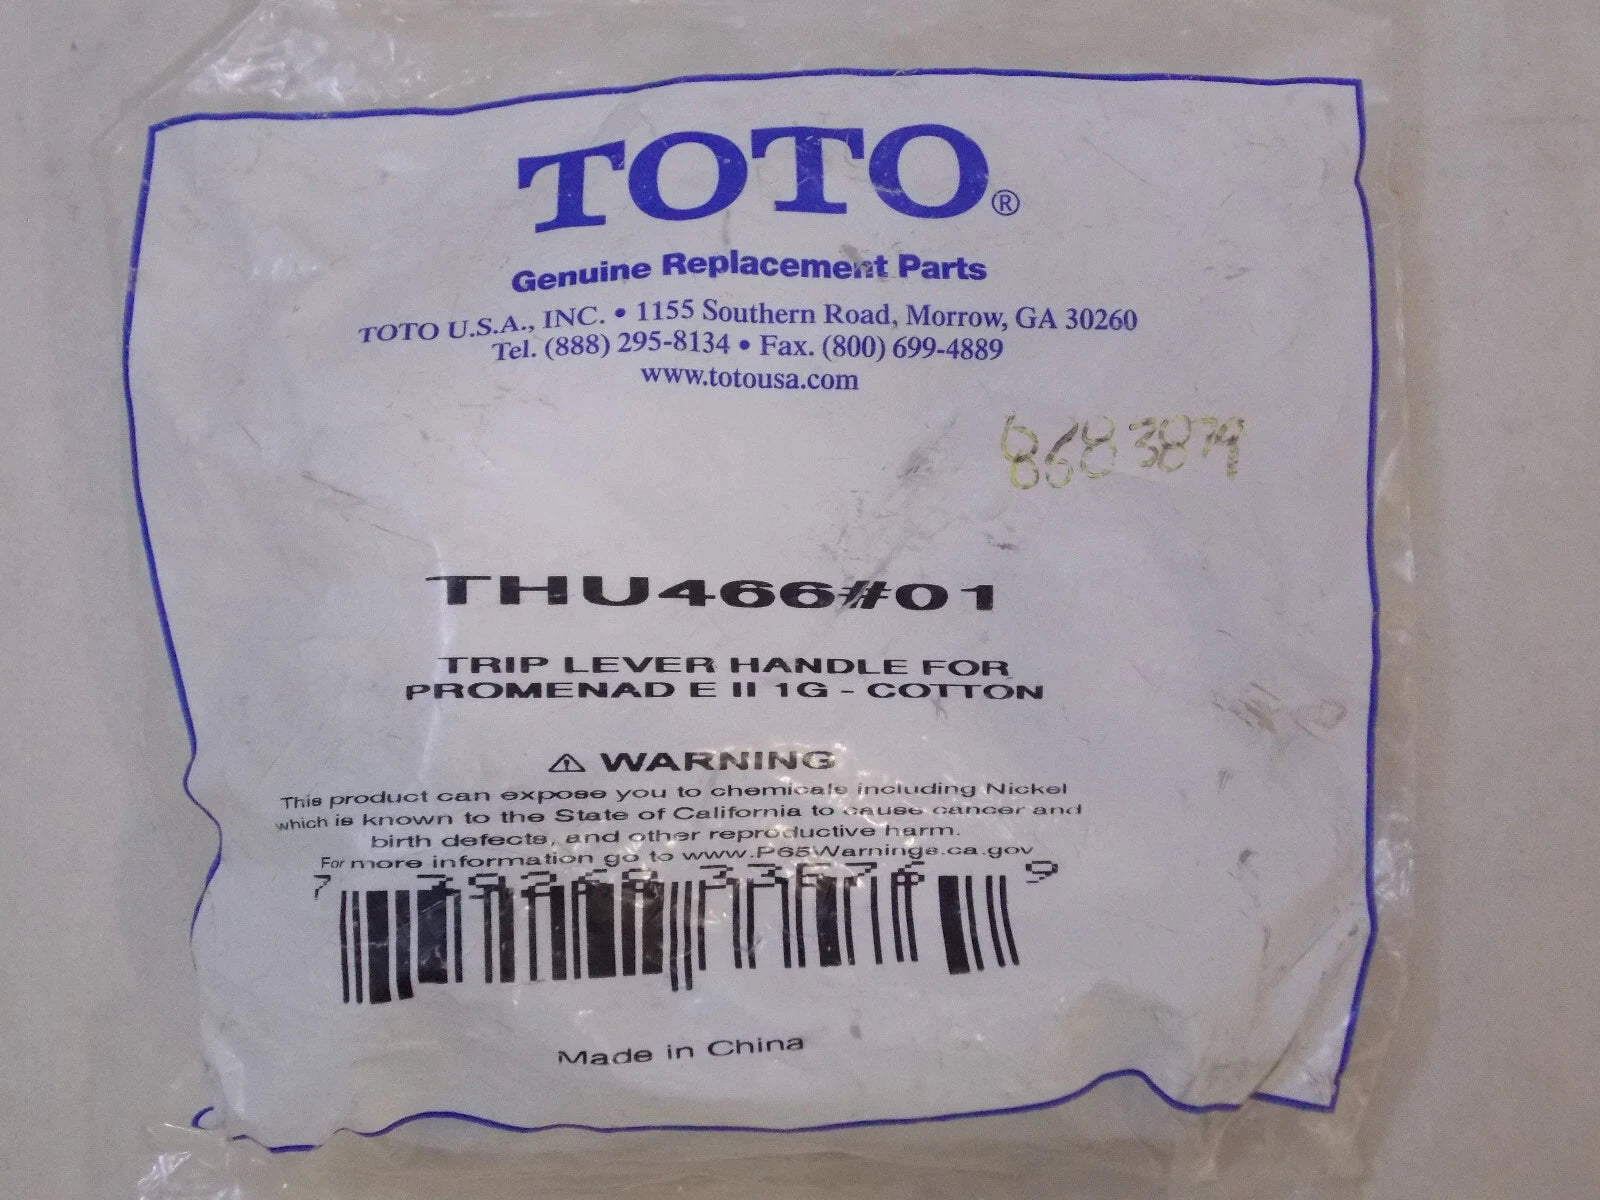 TOTO®
Genuine Replacement Parts
TOTO U.S.A., INC. • 1155 Southern Road, Morrow, GA 30260
Tel. (888) 295-8134 • Fax. (800) 699-4889
www.totousa.com
8683879
THU466#01
TRIP LEVER HANDLE FOR
PROMENAD E II 1G - COTTON
⚠ WARNING
This product can expose you to chemicals including Nickel
which is known to the State of California to cause cancer and
birth defects, and other reproductive harm.
For more information go to www.P65Warnings.ca.gov
7 9
Made in China